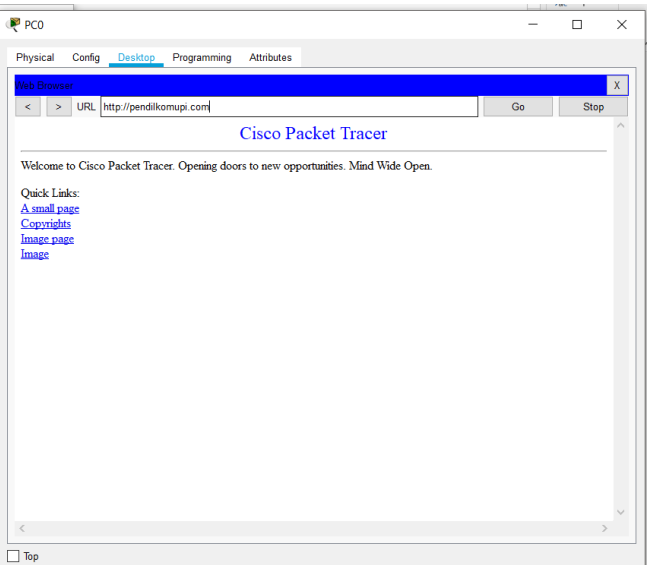 PC0
Physical Config Desktop Programming Attributes
Web Browser X
< > URL http://pendilkomupi.com Go Stop
Cisco Packet Tracer
Welcome to Cisco Packet Tracer. Opening doors to new opportunities. Mind Wide Open.
Quick Links:
A small page
Copyrights
Image page
Image
Top